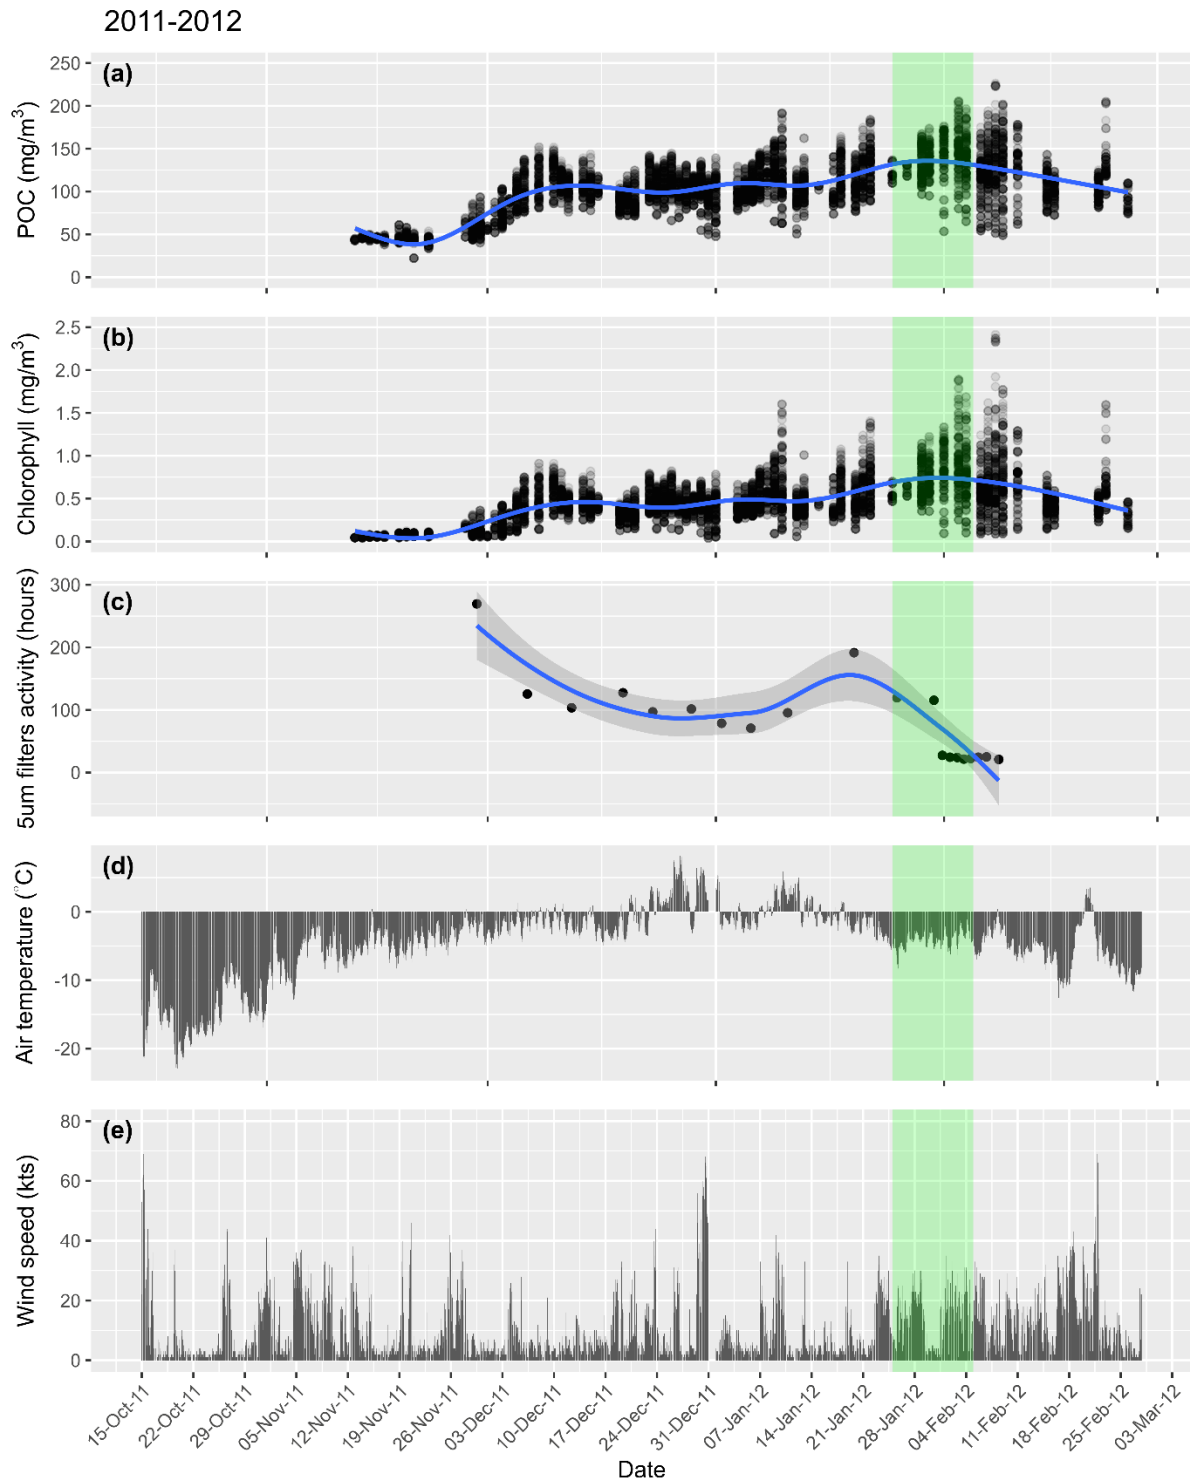 2011-2012
(a)
POC (mg/m³)
250
200
150
100
50
0
(b)
Chlorophyll (mg/m³)
2.5
2.0
1.5
1.0
0.5
0.0
(c)
5um filters activity (hours)
300
200
100
0
(d)
Air temperature (°C)
0
-10
-20
(e)
Wind speed (kts)
80
60
40
20
0
15-Oct-11
22-Oct-11
29-Oct-11
05-Nov-11
12-Nov-11
19-Nov-11
26-Nov-11
03-Dec-11
10-Dec-11
17-Dec-11
24-Dec-11
31-Dec-11
07-Jan-12
14-Jan-12
21-Jan-12
28-Jan-12
04-Feb-12
11-Feb-12
18-Feb-12
25-Feb-12
03-Mar-12
Date